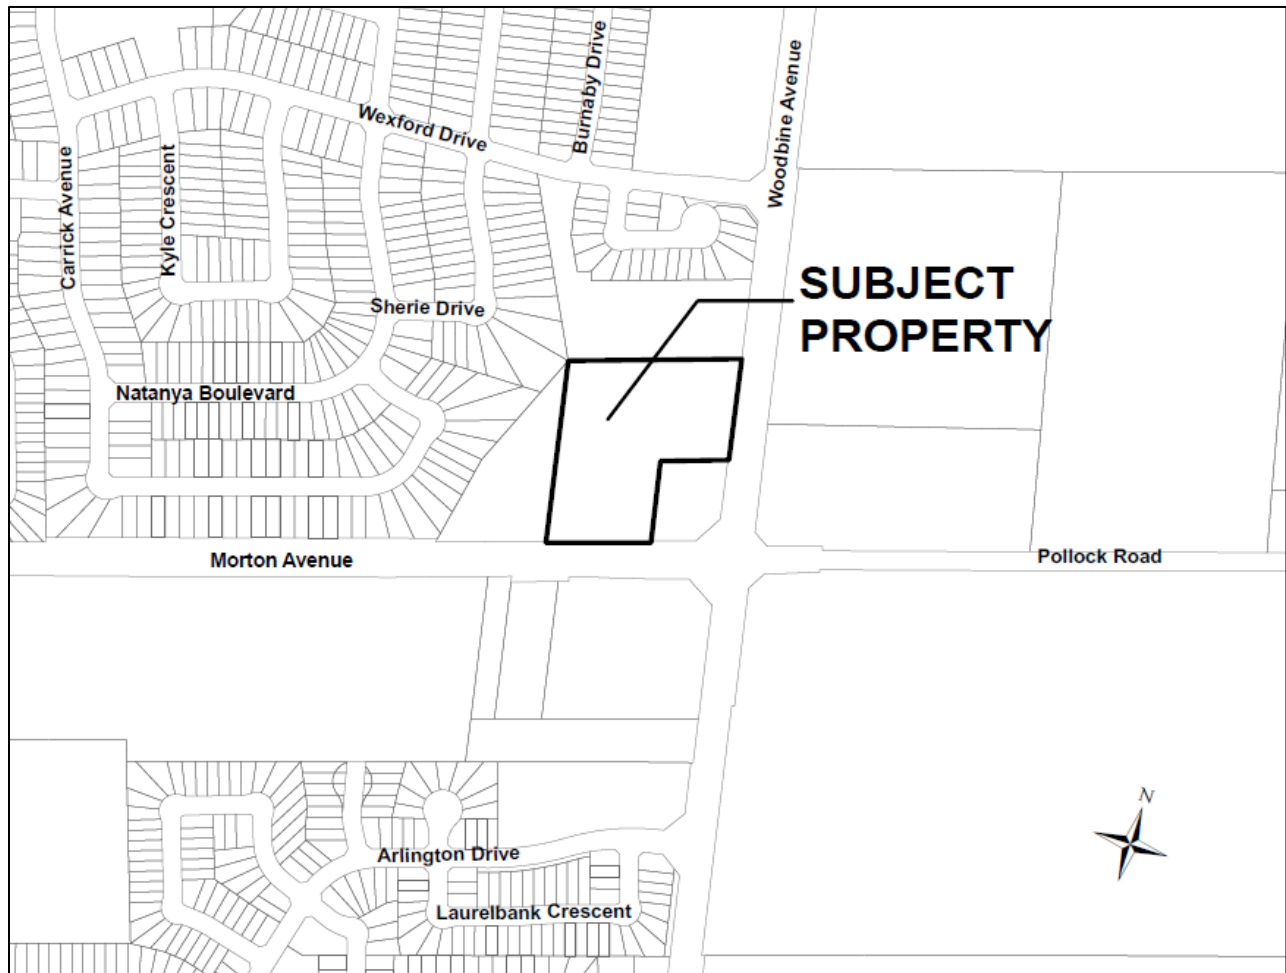 Burnaby Drive
Woodbine Avenue
Wexford Drive
Carrick Avenue
Kyle Crescent
SUBJECT
PROPERTY
Sherie Drive
Natanya Boulevard
Morton Avenue
Pollock Road
N
Arlington Drive
Laurelbank Crescent